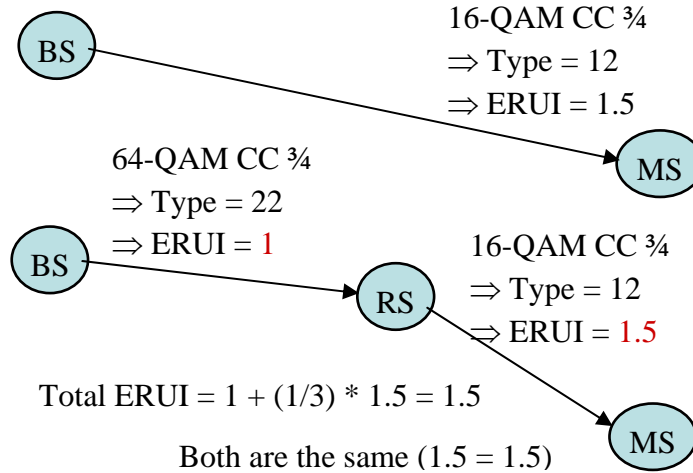 BS
16-QAM CC ¾
⇒ Type = 12
⇒ ERUI = 1.5
MS
64-QAM CC ¾
⇒ Type = 22
⇒ ERUI = 1
BS
RS
16-QAM CC ¾
⇒ Type = 12
⇒ ERUI = 1.5
Total ERUI = 1 + (1/3) * 1.5 = 1.5
MS
Both are the same (1.5 = 1.5)